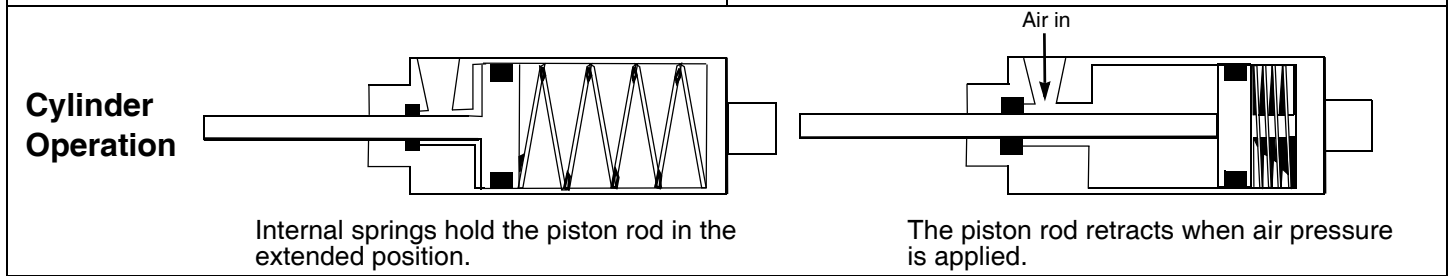 Air in
Cylinder
Operation
Internal springs hold the piston rod in the
extended position.
The piston rod retracts when air pressure
is applied.